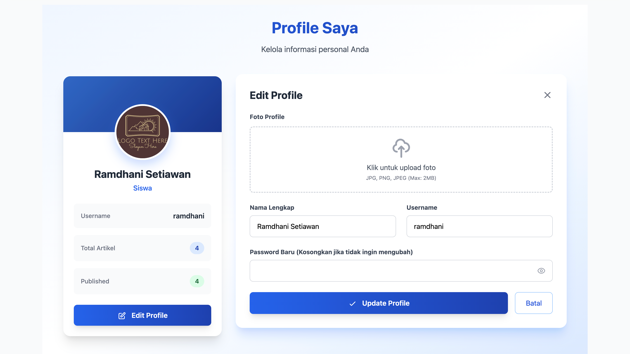 Profile Saya
Kelola informasi personal Anda
LOGO TEXT HERE
Ramdhani Setiawan
Siswa
Username ramdhani
Total Artikel 4
Published 4
Edit Profile
Edit Profile
Foto Profile
Klik untuk upload foto
JPG, PNG, JPEG (Max: 2MB)
Nama Lengkap Username
Ramdhani Setiawan ramdhani
Password Baru (Kosongkan jika tidak ingin mengubah)
Update Profile Batal